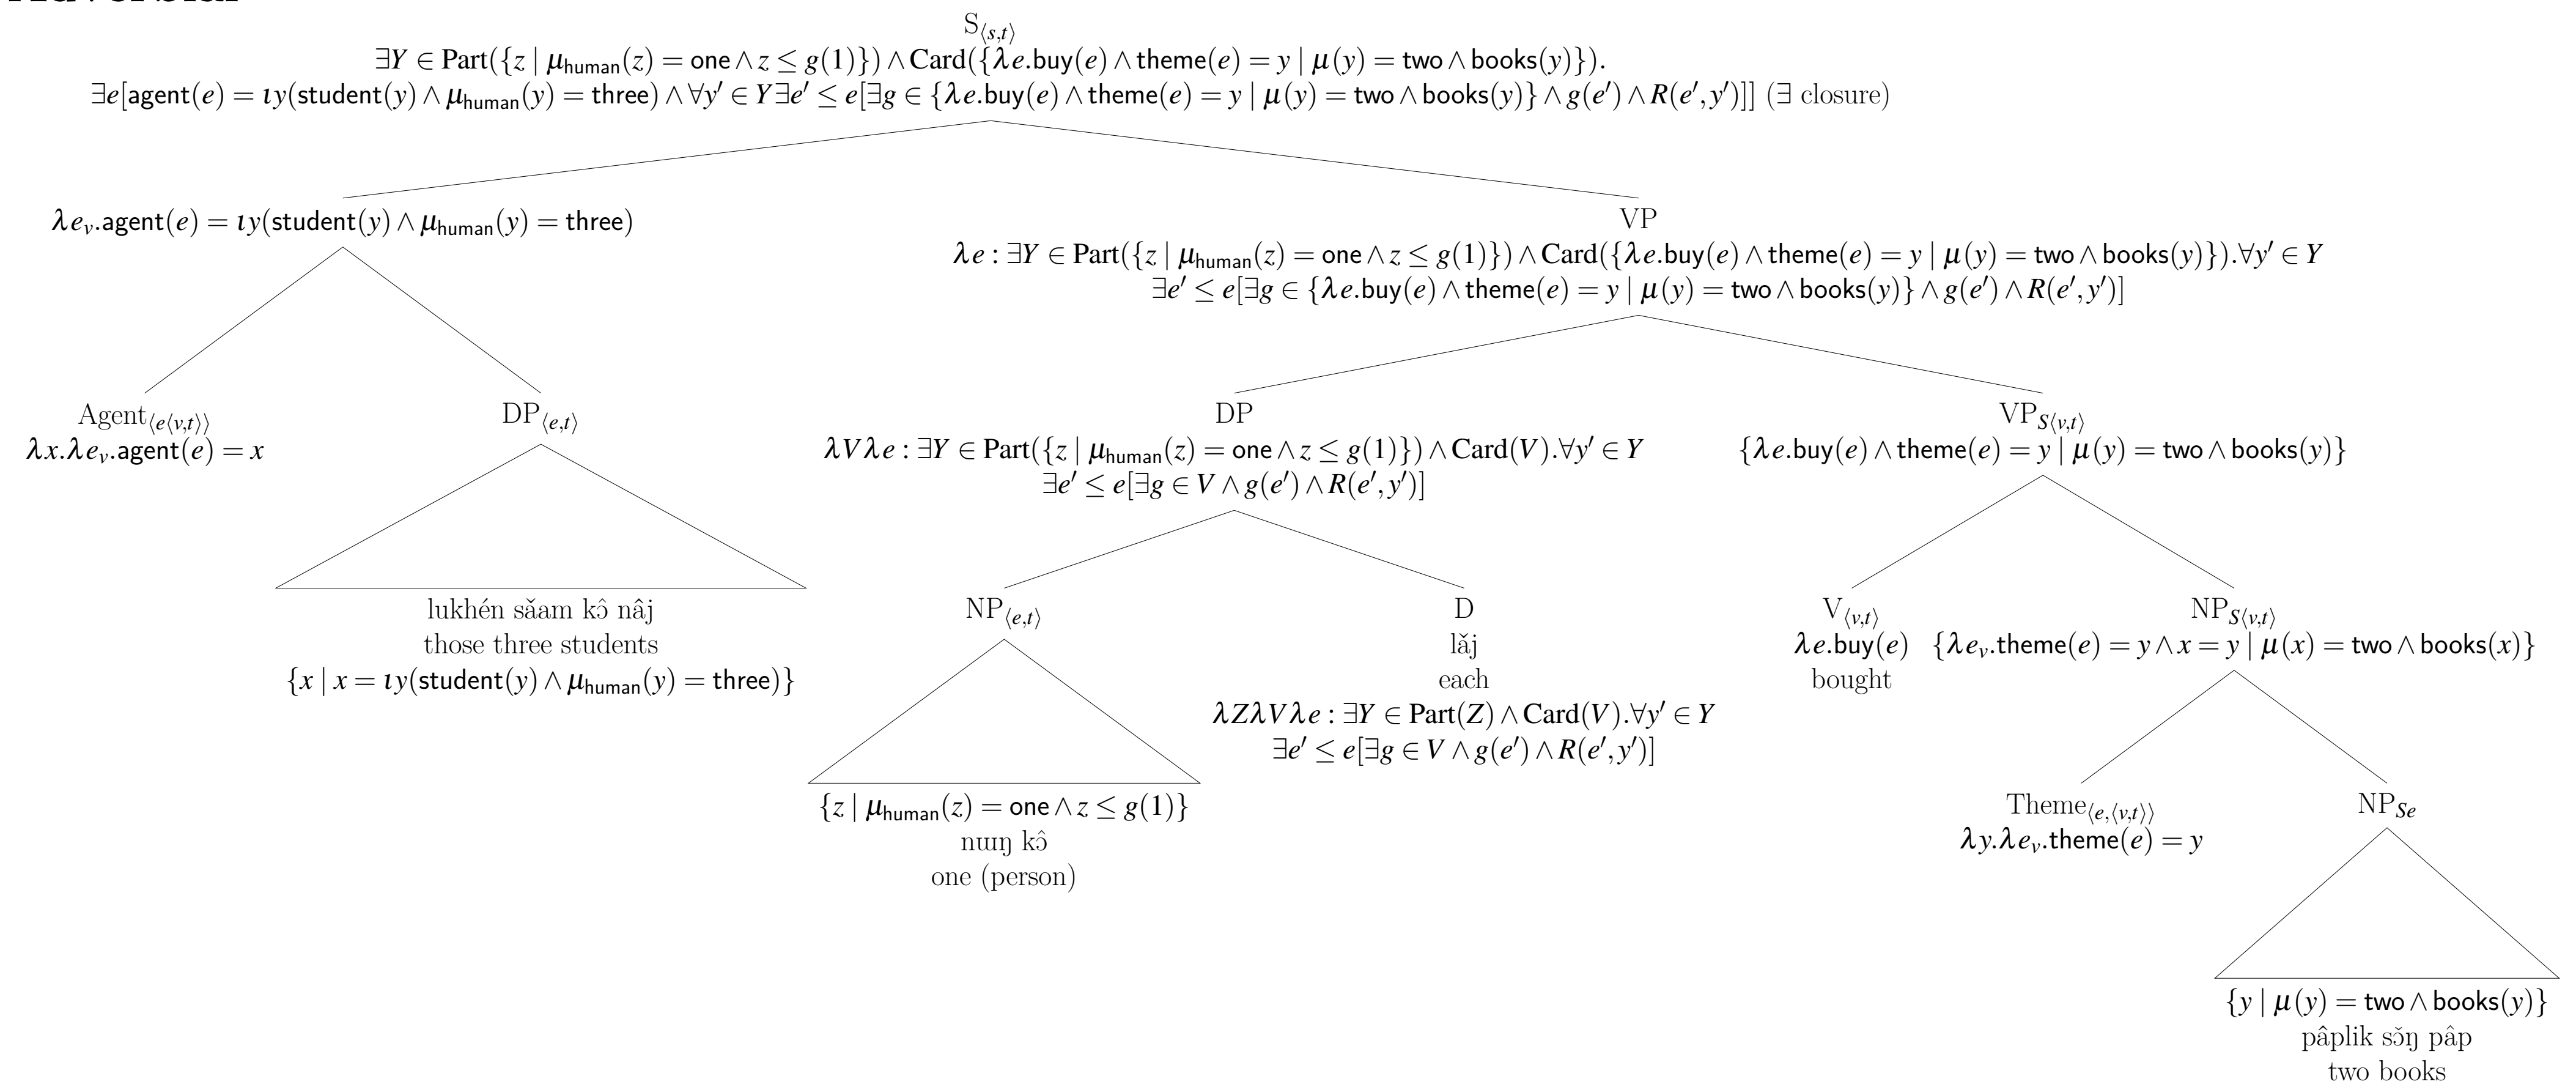 S⟨s,t⟩
∃Y ∈ Part({z | μhuman(z) = one ∧ z ≤ g(1)}) ∧ Card({λe.buy(e) ∧ theme(e) = y | μ(y) = two ∧ books(y)}).
∃e[agent(e) = ιy(student(y) ∧ μhuman(y) = three) ∧ ∀y′ ∈ Y∃e′ ≤ e[∃g ∈ {λe.buy(e) ∧ theme(e) = y | μ(y) = two ∧ books(y)} ∧ g(e′) ∧ R(e′,y′)]] (∃ closure)
λev.agent(e) = ιy(student(y) ∧ μhuman(y) = three)
VP
λe : ∃Y ∈ Part({z | μhuman(z) = one ∧ z ≤ g(1)}) ∧ Card({λe.buy(e) ∧ theme(e) = y | μ(y) = two ∧ books(y)}).∀y′ ∈ Y
∃e′ ≤ e[∃g ∈ {λe.buy(e) ∧ theme(e) = y | μ(y) = two ∧ books(y)} ∧ g(e′) ∧ R(e′,y′)]
Agent⟨e⟨v,t⟩⟩
λx.λev.agent(e) = x
DP⟨e,t⟩
DP
λVλe : ∃Y ∈ Part({z | μhuman(z) = one ∧ z ≤ g(1)}) ∧ Card(V).∀y′ ∈ Y
∃e′ ≤ e[∃g ∈ V ∧ g(e′) ∧ R(e′,y′)]
VPS⟨v,t⟩
{λe.buy(e) ∧ theme(e) = y | μ(y) = two ∧ books(y)}
lukhén sǎam kɔ̂ nâj
those three students
{x | x = ιy(student(y) ∧ μhuman(y) = three)}
NP⟨e,t⟩
D
lǎj
each
λZλVλe : ∃Y ∈ Part(Z) ∧ Card(V).∀y′ ∈ Y
∃e′ ≤ e[∃g ∈ V ∧ g(e′) ∧ R(e′,y′)]
V⟨v,t⟩
λe.buy(e)
bought
NPS⟨v,t⟩
{λev.theme(e) = y ∧ x = y | μ(x) = two ∧ books(x)}
{z | μhuman(z) = one ∧ z ≤ g(1)}
nɯŋ kɔ̂
one (person)
Theme⟨e,⟨v,t⟩⟩
λy.λev.theme(e) = y
NPSe
{y | μ(y) = two ∧ books(y)}
pâplik sɔ̌ŋ pâp
two books